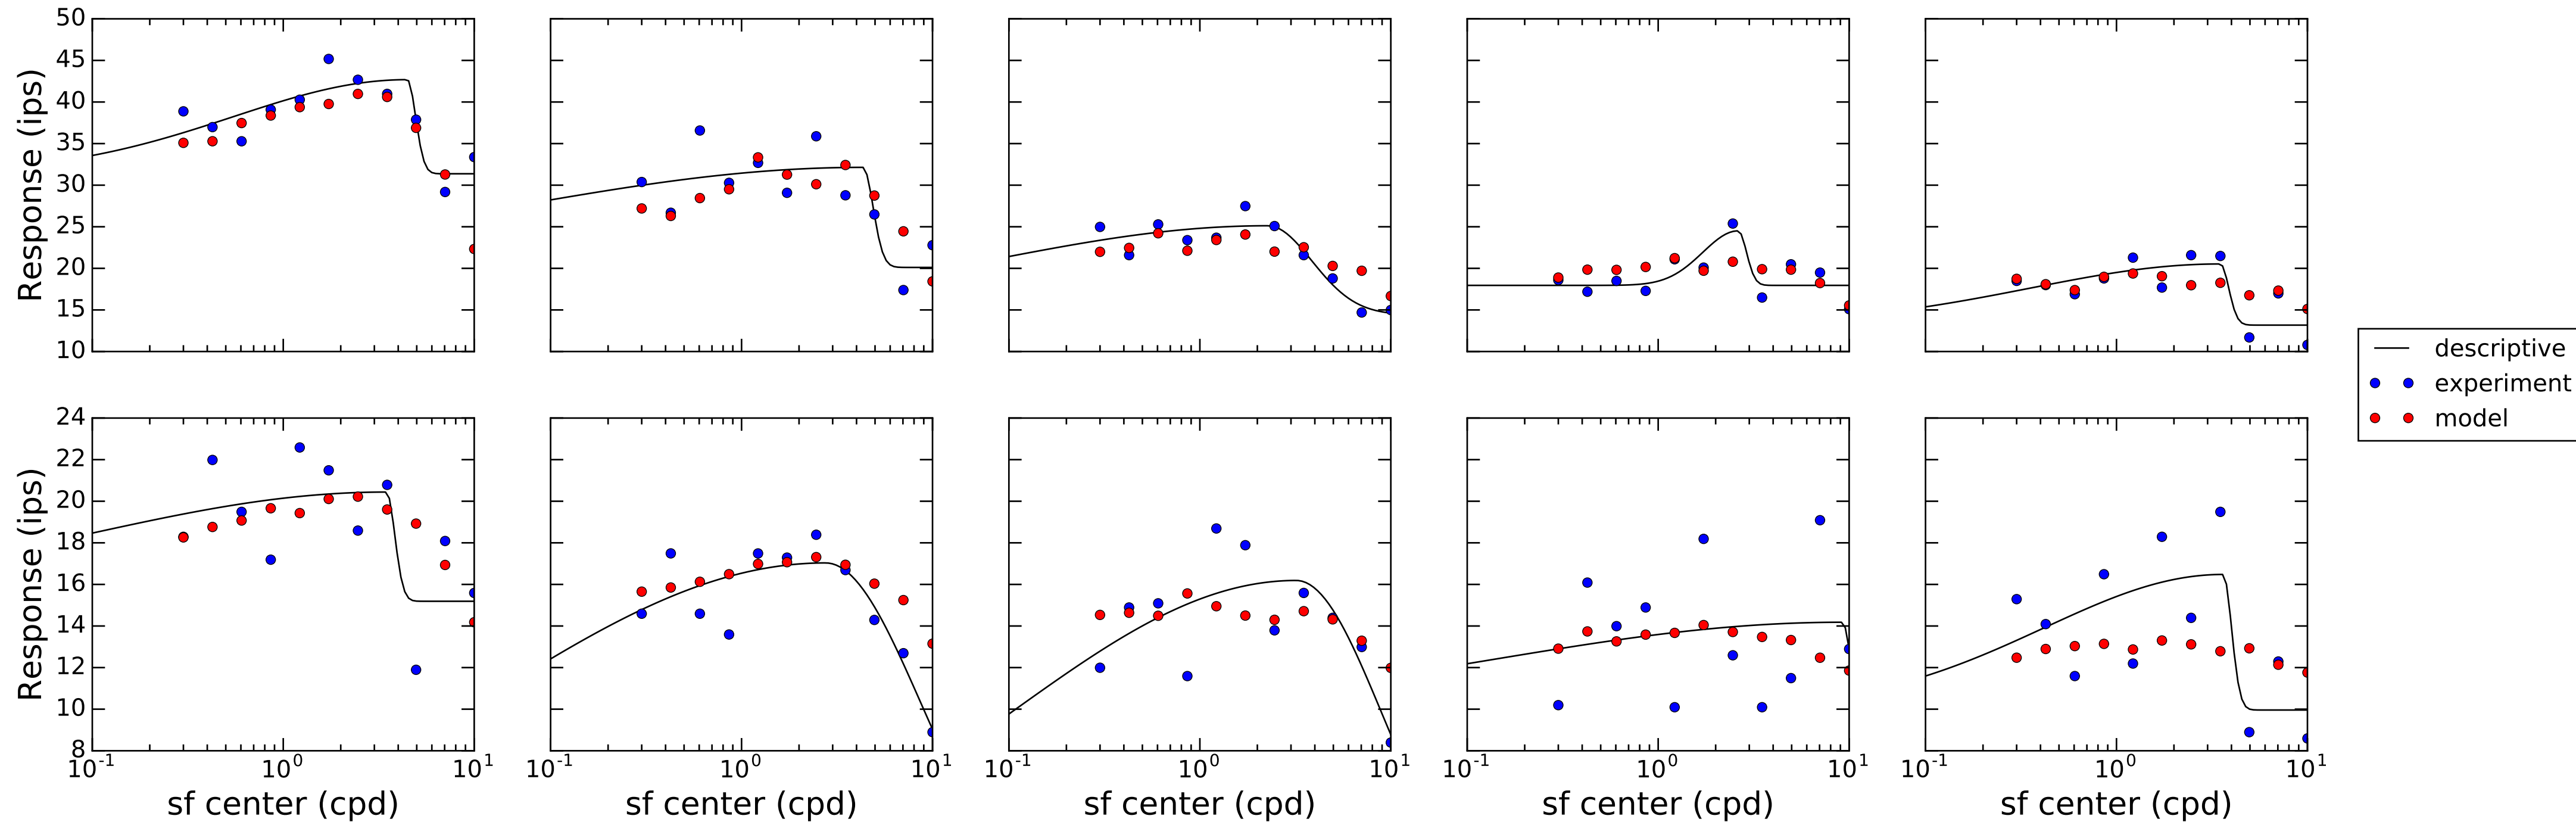 50
45
40
35
30
25
20
15
10
Response (ips)
descriptive
experiment
model
24
22
20
18
16
14
12
10
8
Response (ips)
10^-1 10^0 10^1 10^-1 10^0 10^1 10^-1 10^0 10^1 10^-1 10^0 10^1 10^-1 10^0 10^1
sf center (cpd) sf center (cpd) sf center (cpd) sf center (cpd) sf center (cpd)